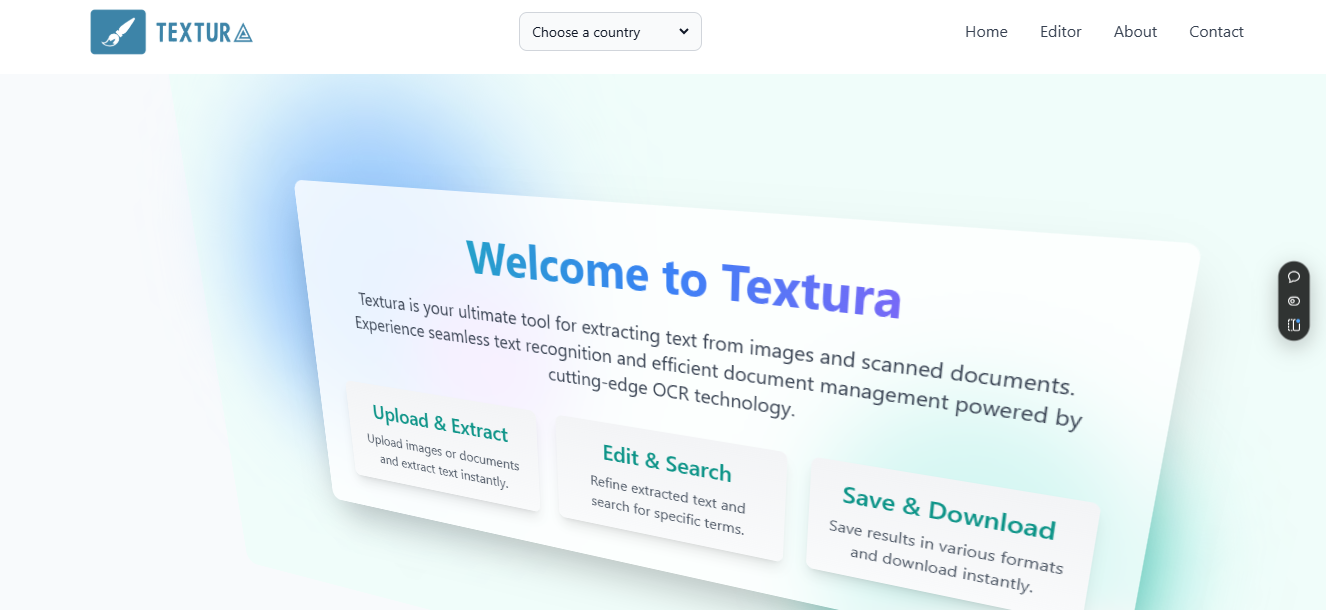 TEXTURA
Choose a country
Home
Editor
About
Contact
Welcome to Textura
Textura is your ultimate tool for extracting text from images and scanned documents.
Experience seamless text recognition and efficient document management powered by
cutting-edge OCR technology.
Upload & Extract
Upload images or documents
and extract text instantly.
Edit & Search
Refine extracted text and
search for specific terms.
Save & Download
Save results in various formats
and download instantly.